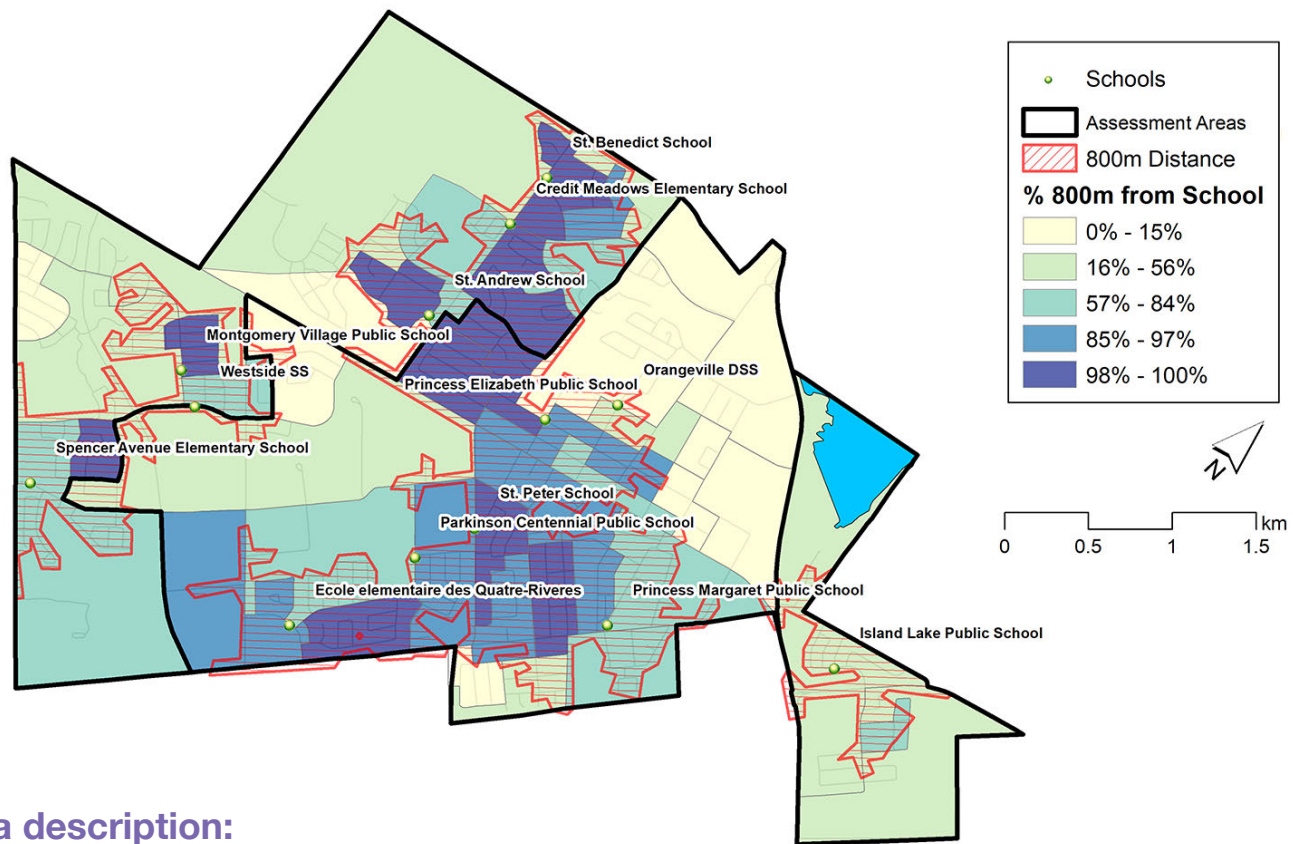 Schools
Assessment Areas
800m Distance
% 800m from School
0% - 15%
16% - 56%
57% - 84%
85% - 97%
98% - 100%
N
0 0.5 1 1.5 km
St. Benedict School
Credit Meadows Elementary School
St. Andrew School
Montgomery Village Public School
Westside SS
Princess Elizabeth Public School
Orangeville DSS
Spencer Avenue Elementary School
St. Peter School
Parkinson Centennial Public School
Ecole elementaire des Quatre-Riveres
Princess Margaret Public School
Island Lake Public School
a description: